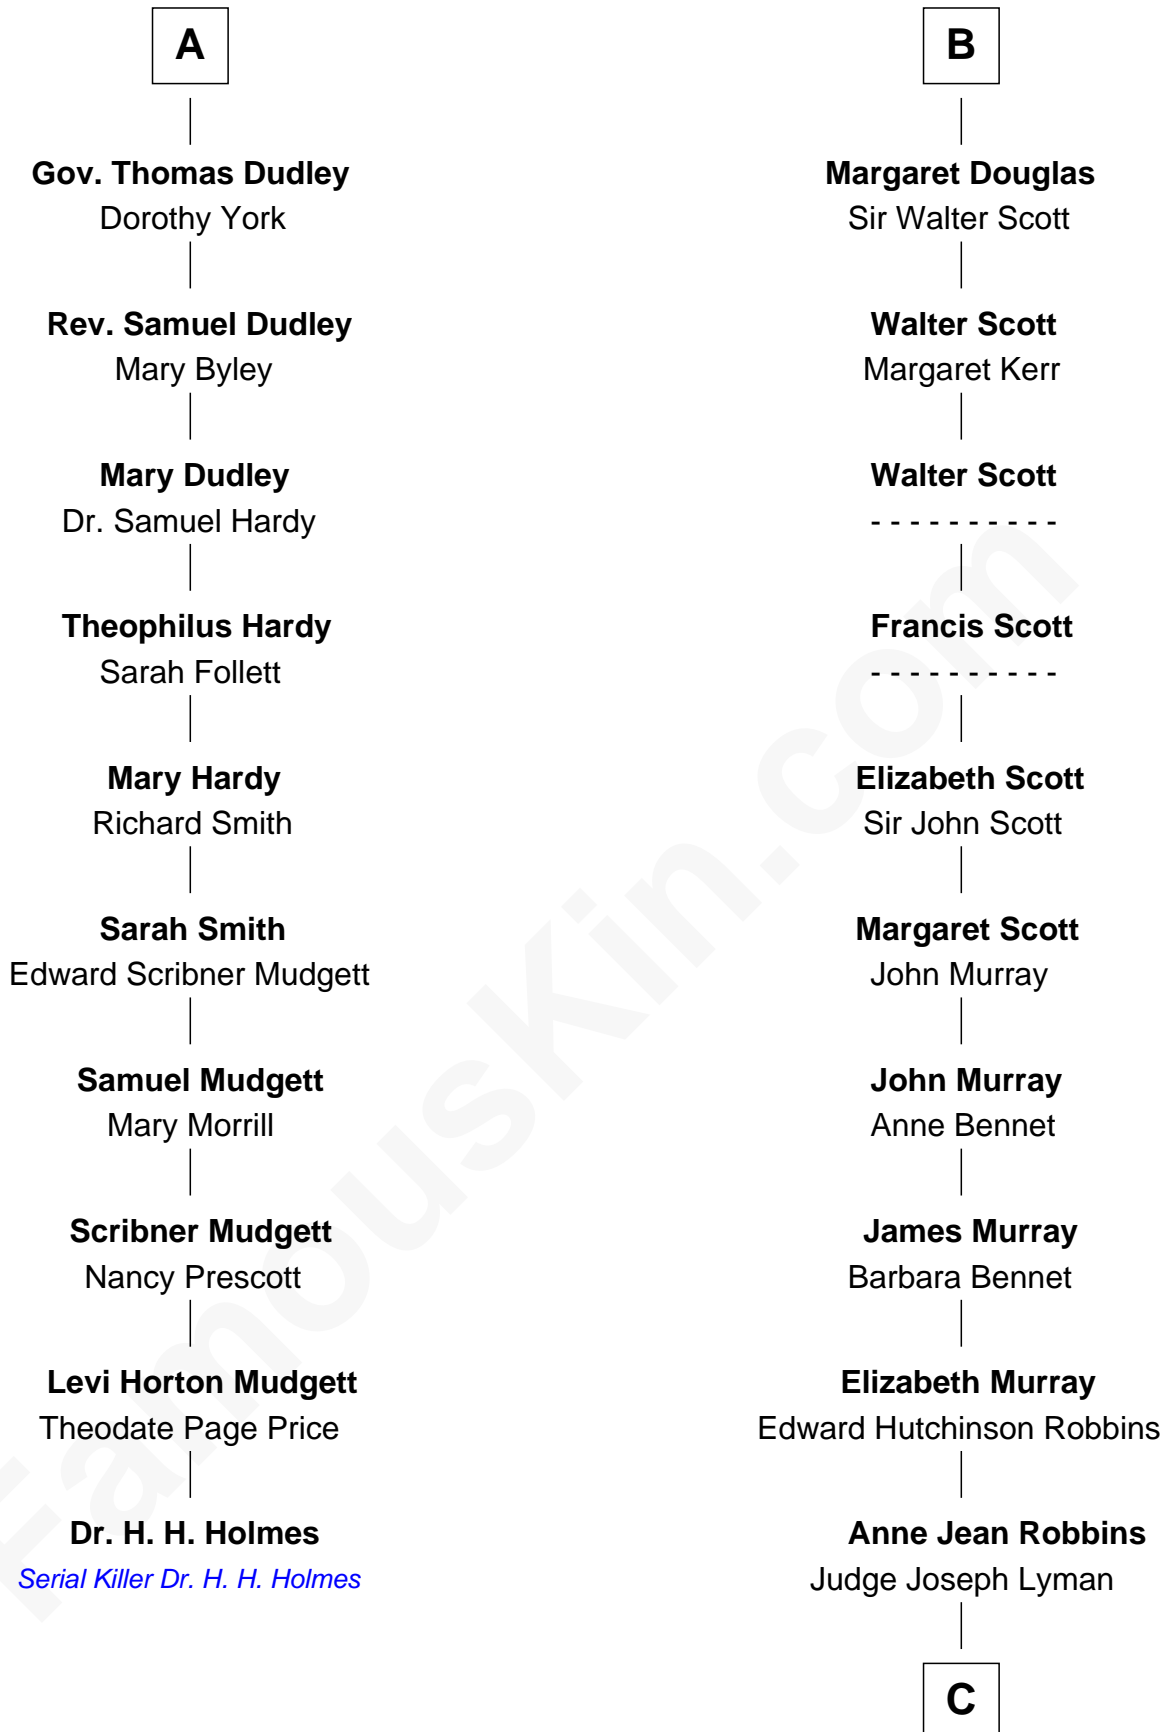 A
Gov. Thomas Dudley
Dorothy York
Rev. Samuel Dudley
Mary Byley
Mary Dudley
Dr. Samuel Hardy
Theophilus Hardy
Sarah Follett
Mary Hardy
Richard Smith
Sarah Smith
Edward Scribner Mudgett
Samuel Mudgett
Mary Morrill
Scribner Mudgett
Nancy Prescott
Levi Horton Mudgett
Theodate Page Price
Dr. H. H. Holmes
Serial Killer Dr. H. H. Holmes
B
Margaret Douglas
Sir Walter Scott
Walter Scott
Margaret Kerr
Walter Scott
- - - - - - - - - -
Francis Scott
- - - - - - - - - -
Elizabeth Scott
Sir John Scott
Margaret Scott
John Murray
John Murray
Anne Bennet
James Murray
Barbara Bennet
Elizabeth Murray
Edward Hutchinson Robbins
Anne Jean Robbins
Judge Joseph Lyman
C
FamousKin.com